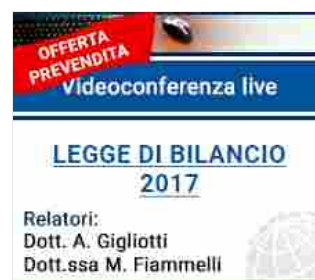 OFFERTA
PREVENDITA
Videoconferenza live
LEGGE DI BILANCIO
2017
Relatori:
Dott. A. Gigliotti
Dott.ssa M. Fiammelli